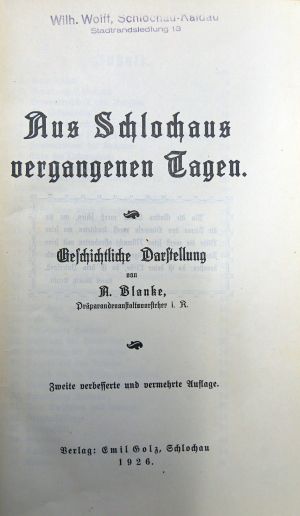 Wilh. Wolff, Schlochau-Kaldau
Stadtrandsiedlung 13
Aus Schlochaus
vergangenen Tagen.
Geschichtliche Darstellung
von
A. Blanke,
Präparandenanstaltsvorsteher i. R.
Zweite verbesserte und vermehrte Auflage.
Verlag: Emil Golz, Schlochau
1926.